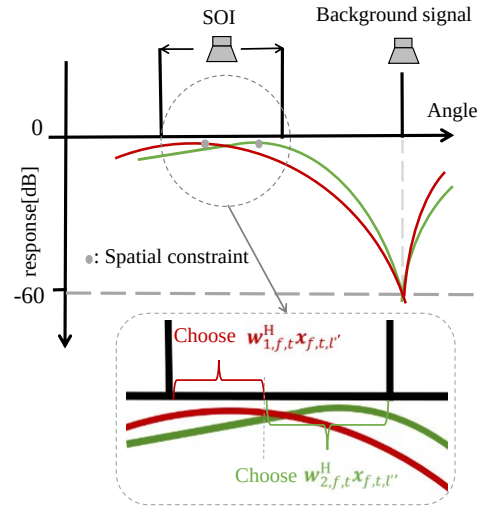 SOI
Background signal
Angle
0
response[dB]
: Spatial constraint
-60
Choose w^H_{1,f,t} x_{f,t,l''}
Choose w^H_{2,f,t} x_{f,t,l''}